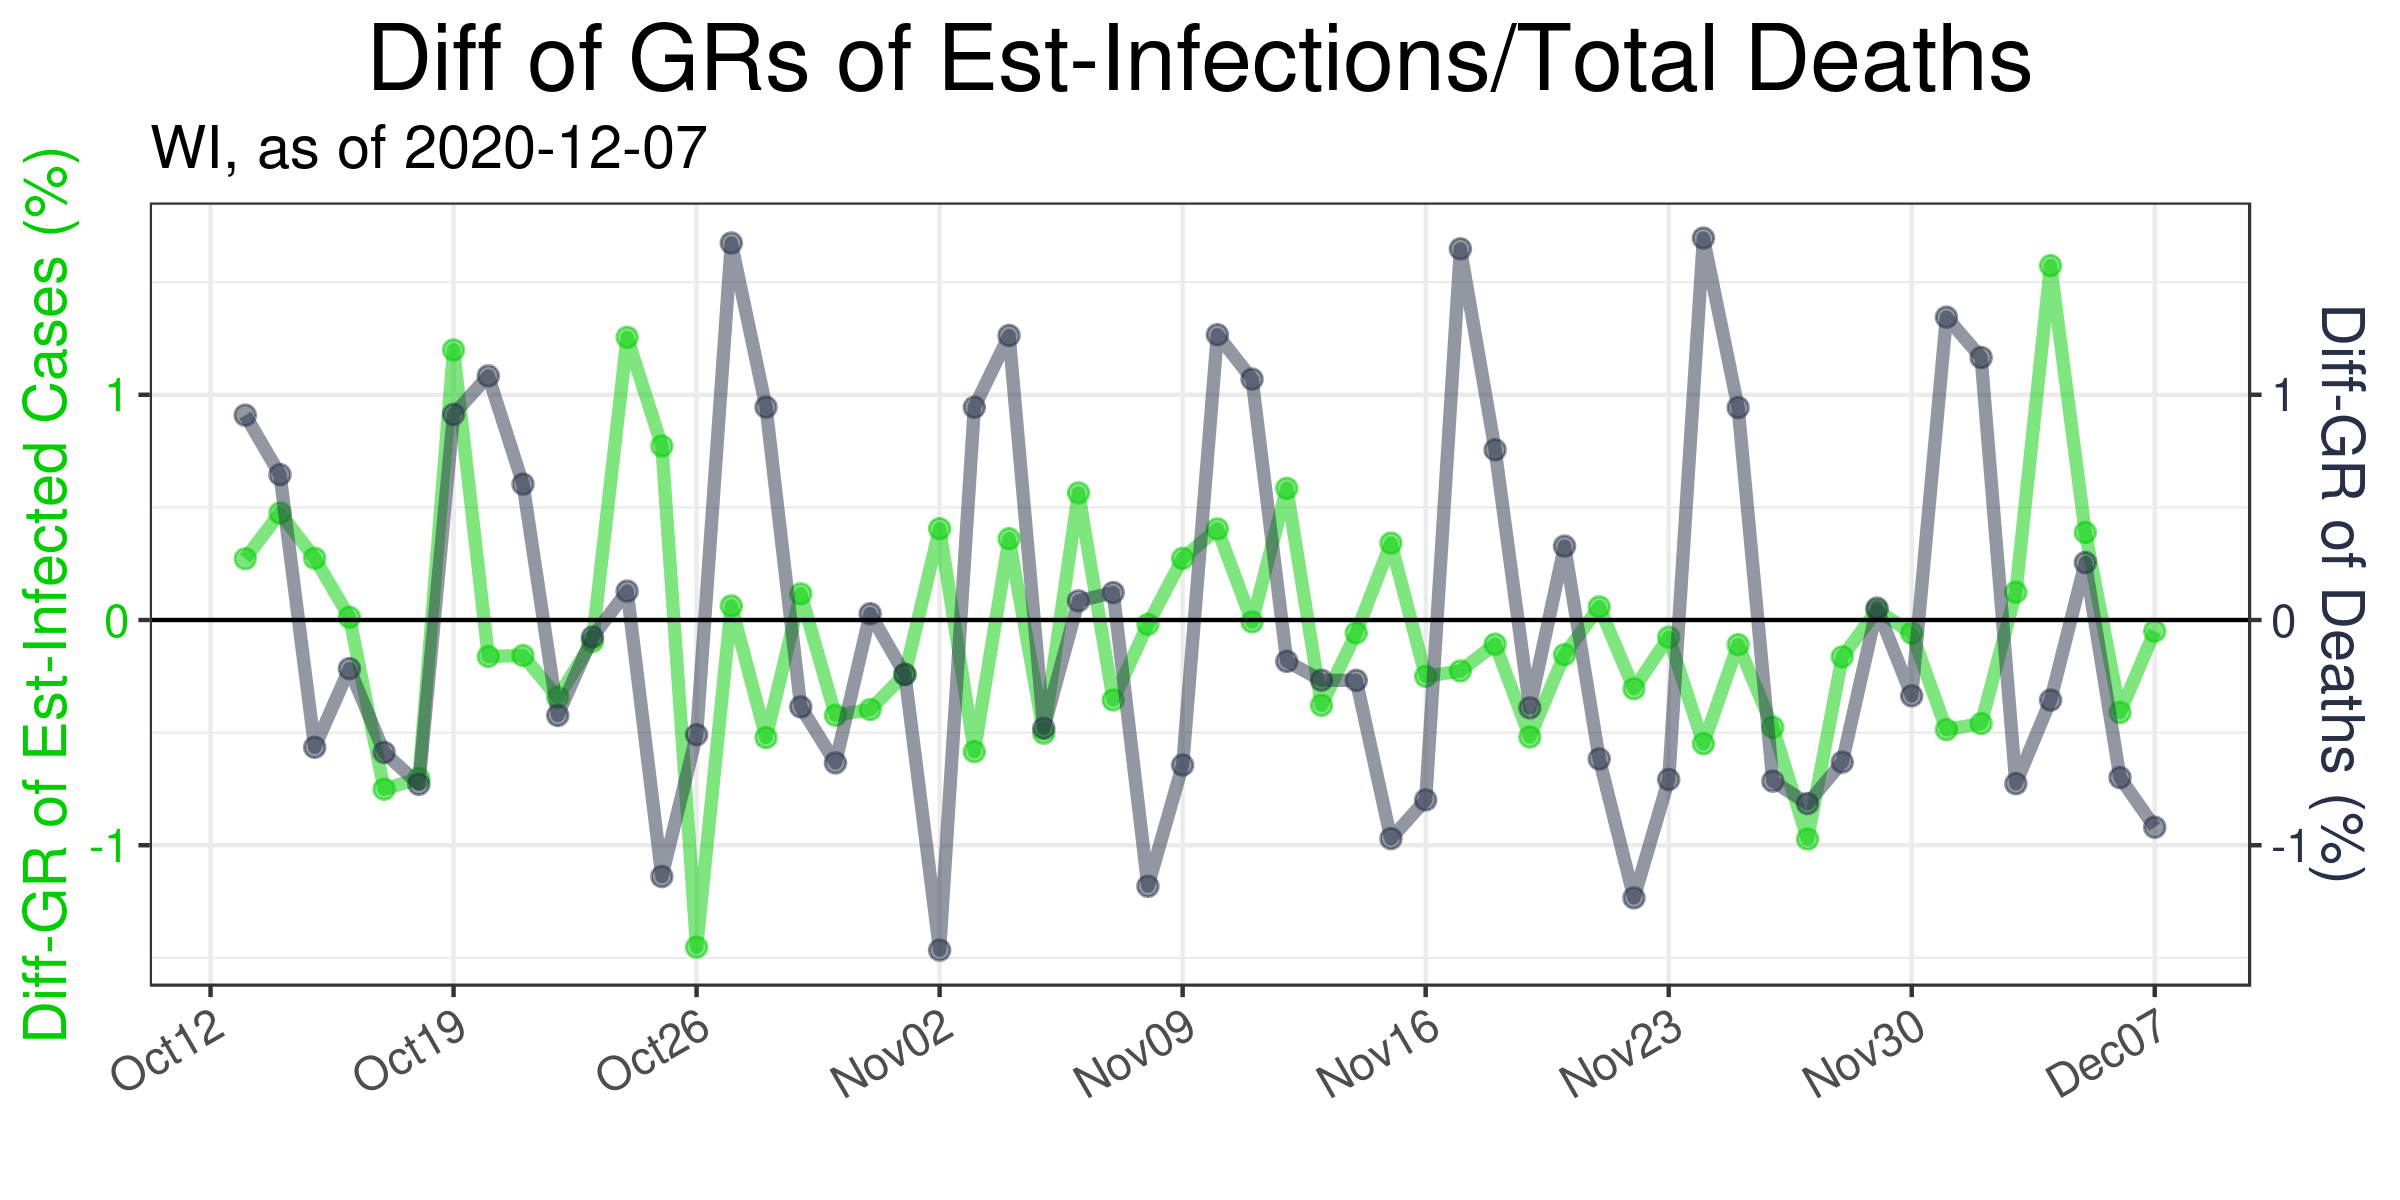 Diff of GRs of Est-Infections/Total Deaths
WI, as of 2020-12-07
Diff-GR of Est-Infected Cases (%)
1
0
-1
1
0
-1
Diff-GR of Deaths (%)
Oct12
Oct19
Oct26
Nov02
Nov09
Nov16
Nov23
Nov30
Dec07